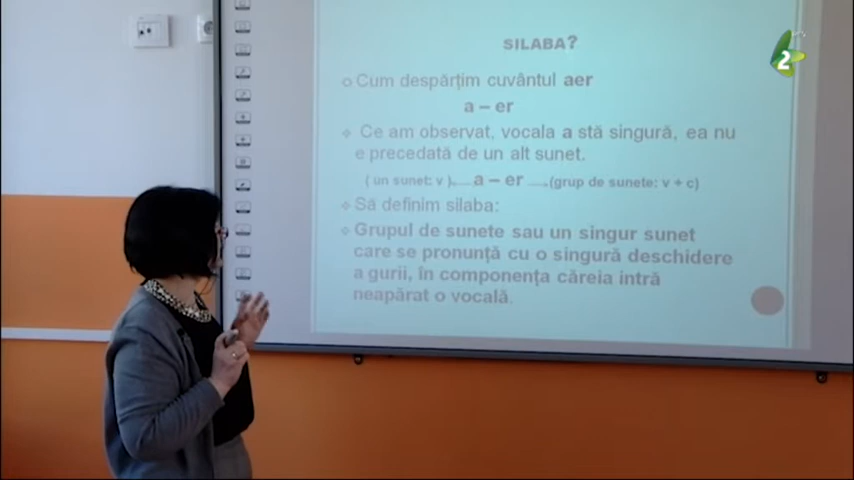 SILABA?
Cum despărțim cuvântul aer
a – er
Ce am observat, vocala a stă singură, ea nu
e precedată de un alt sunet.
( un sunet: v ) a – er (grup de sunete: v + c)
Să definim silaba:
Grupul de sunete sau un singur sunet
care se pronunță cu o singură deschidere
a gurii, în componența căreia intră
neapărat o vocală.
2